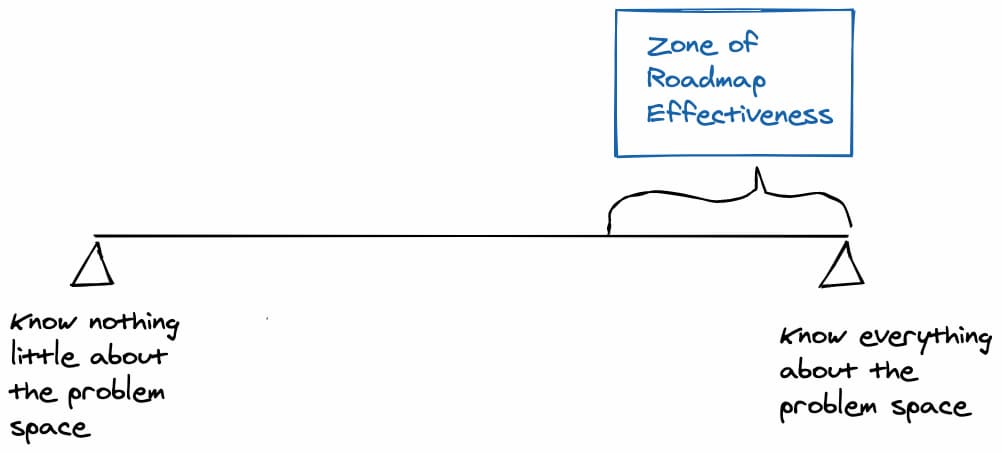 Zone of
Roadmap
Effectiveness
Know nothing
little about
the problem
space
Know everything
about the
problem space